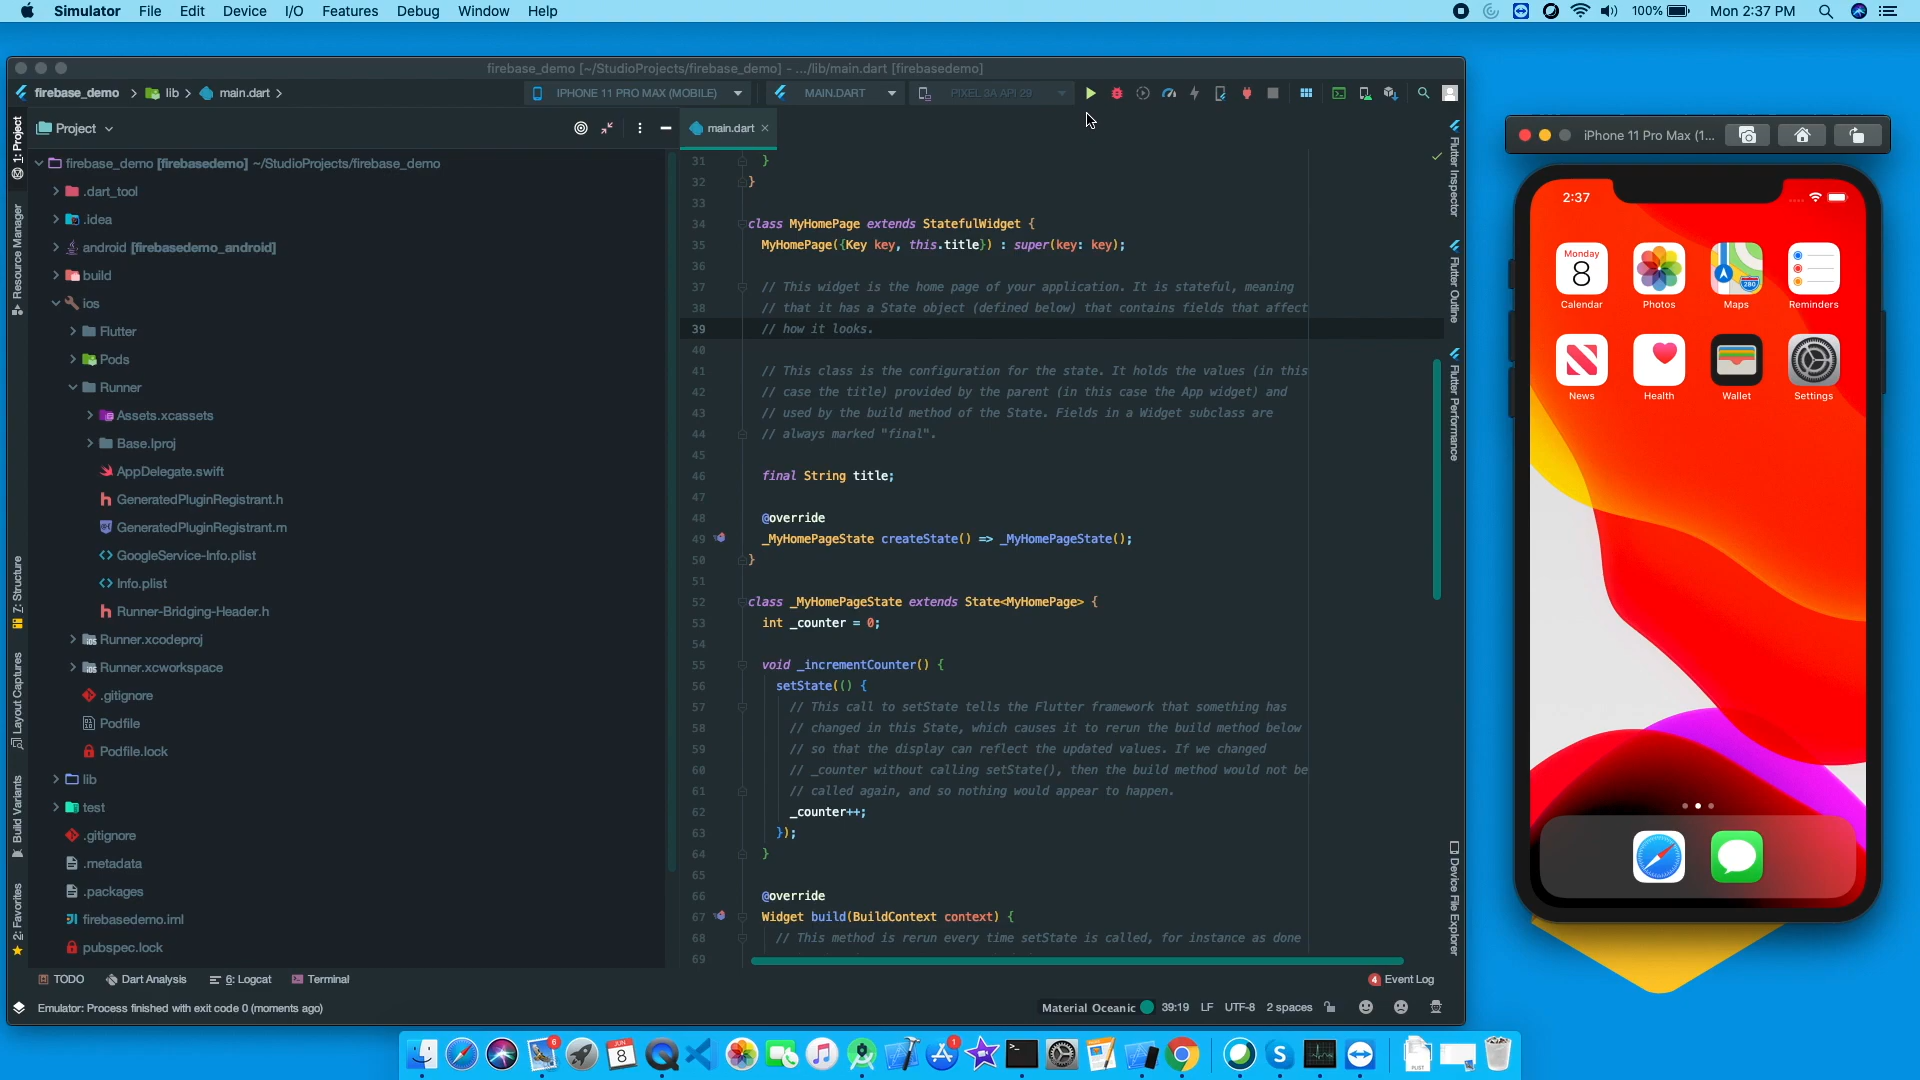 Simulator File Edit Device I/O Features Debug Window Help
100% Mon 2:37 PM
firebase_demo [~/StudioProjects/firebase_demo] - .../lib/main.dart [firebasedemo]
firebase_demo lib main.dart
IPHONE 11 PRO MAX (MOBILE) MAIN.DART PIXEL 3A API 29
1: Project
Resource Manager
7: Structure
Layout Captures
Build Variants
2: Favorites
Project
main.dart
firebase_demo [firebasedemo] ~/StudioProjects/firebase_demo
.dart_tool
.idea
android [firebasedemo_android]
build
ios
Flutter
Pods
Runner
Assets.xcassets
Base.lproj
AppDelegate.swift
GeneratedPluginRegistrant.h
GeneratedPluginRegistrant.m
GoogleService-Info.plist
Info.plist
Runner-Bridging-Header.h
Runner.xcodeproj
Runner.xcworkspace
.gitignore
Podfile
Podfile.lock
lib
test
.gitignore
.metadata
.packages
firebasedemo.iml
pubspec.lock
31 }
32 }
33
34 class MyHomePage extends StatefulWidget {
35 MyHomePage({Key key, this.title}) : super(key: key);
36
37 // This widget is the home page of your application. It is stateful, meaning
38 // that it has a State object (defined below) that contains fields that affect
39 // how it looks.
40
41 // This class is the configuration for the state. It holds the values (in this
42 // case the title) provided by the parent (in this case the App widget) and
43 // used by the build method of the State. Fields in a Widget subclass are
44 // always marked "final".
45
46 final String title;
47
48 @override
49 _MyHomePageState createState() => _MyHomePageState();
50 }
51
52 class _MyHomePageState extends State<MyHomePage> {
53 int _counter = 0;
54
55 void _incrementCounter() {
56 setState(() {
57 // This call to setState tells the Flutter framework that something has
58 // changed in this State, which causes it to rerun the build method below
59 // so that the display can reflect the updated values. If we changed
60 // _counter without calling setState(), then the build method would not be
61 // called again, and so nothing would appear to happen.
62 _counter++;
63 });
64 }
65
66 @override
67 Widget build(BuildContext context) {
68 // This method is rerun every time setState is called, for instance as done
69
Flutter Inspector
Flutter Outline
Flutter Performance
Device File Explorer
TODO Dart Analysis 6: Logcat Terminal
4 Event Log
Emulator: Process finished with exit code 0 (moments ago)
Material Oceanic 39:19 LF UTF-8 2 spaces
iPhone 11 Pro Max (1...
2:37
Monday
8
Calendar Photos Maps Reminders
280
News Health Wallet Settings
6
JUN
8
1
S
PLIST